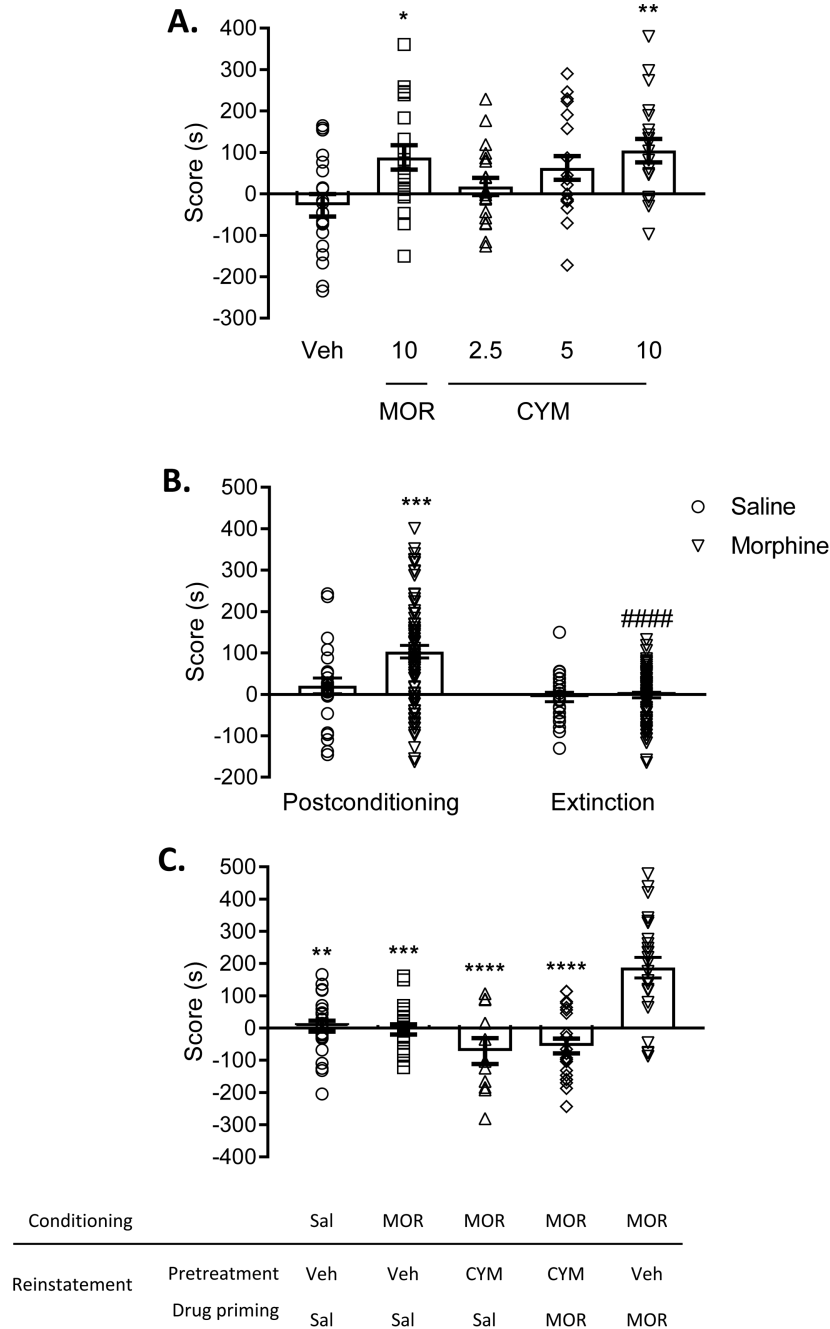 A.
*
**
400
300
200
100
0
-100
-200
-300
Score (s)
Veh 10 2.5 5 10
MOR CYM
B.
***
####
Saline
Morphine
500
400
300
200
100
0
-100
-200
Score (s)
Postconditioning Extinction
C.
** *** **** ****
500
400
300
200
100
0
-100
-200
-300
-400
Score (s)
Conditioning Sal MOR MOR MOR MOR
Reinstatement
Pretreatment Veh Veh CYM CYM Veh
Drug priming Sal Sal Sal MOR MOR